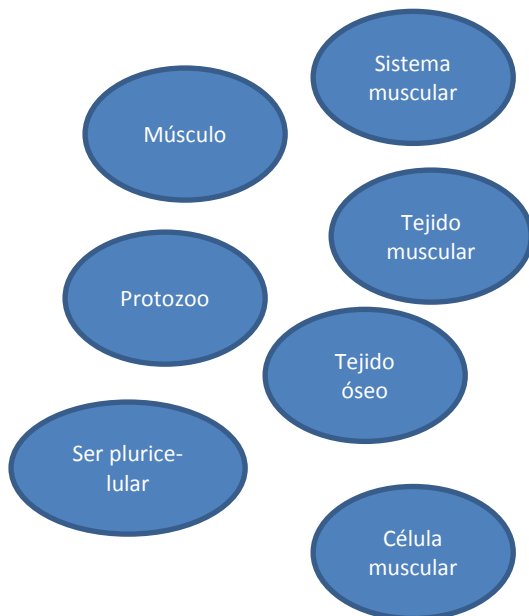 Sistema
muscular
Músculo
Tejido
muscular
Protozoo
Tejido
óseo
Ser plurice-
lular
Célula
muscular